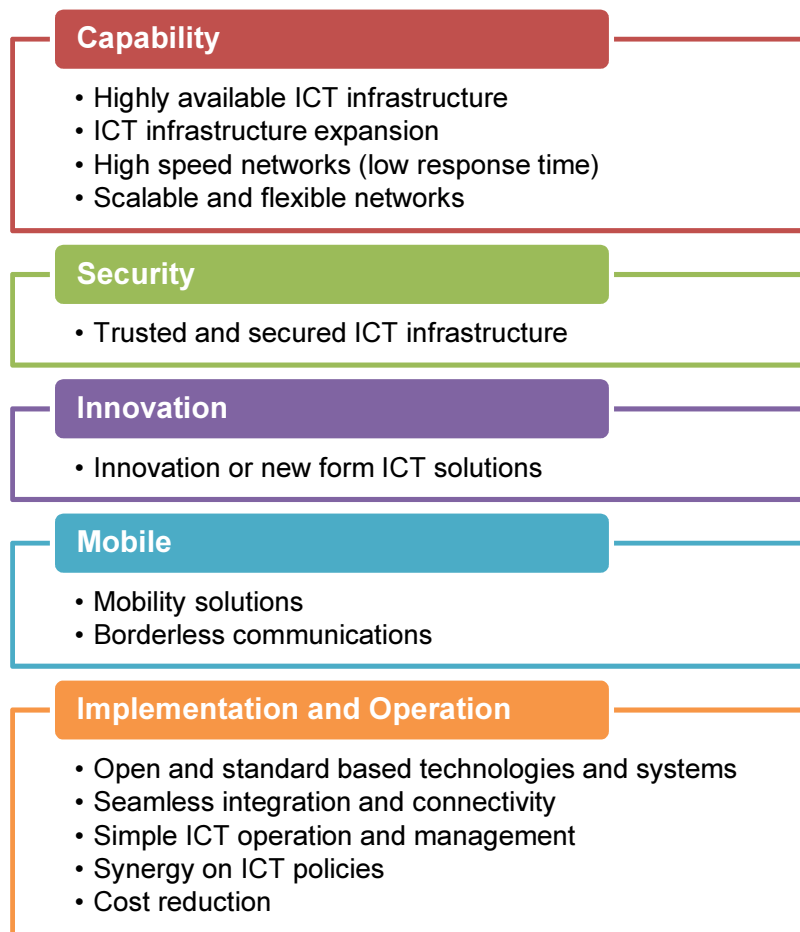 Capability
• Highly available ICT infrastructure
• ICT infrastructure expansion
• High speed networks (low response time)
• Scalable and flexible networks
Security
• Trusted and secured ICT infrastructure
Innovation
• Innovation or new form ICT solutions
Mobile
• Mobility solutions
• Borderless communications
Implementation and Operation
• Open and standard based technologies and systems
• Seamless integration and connectivity
• Simple ICT operation and management
• Synergy on ICT policies
• Cost reduction